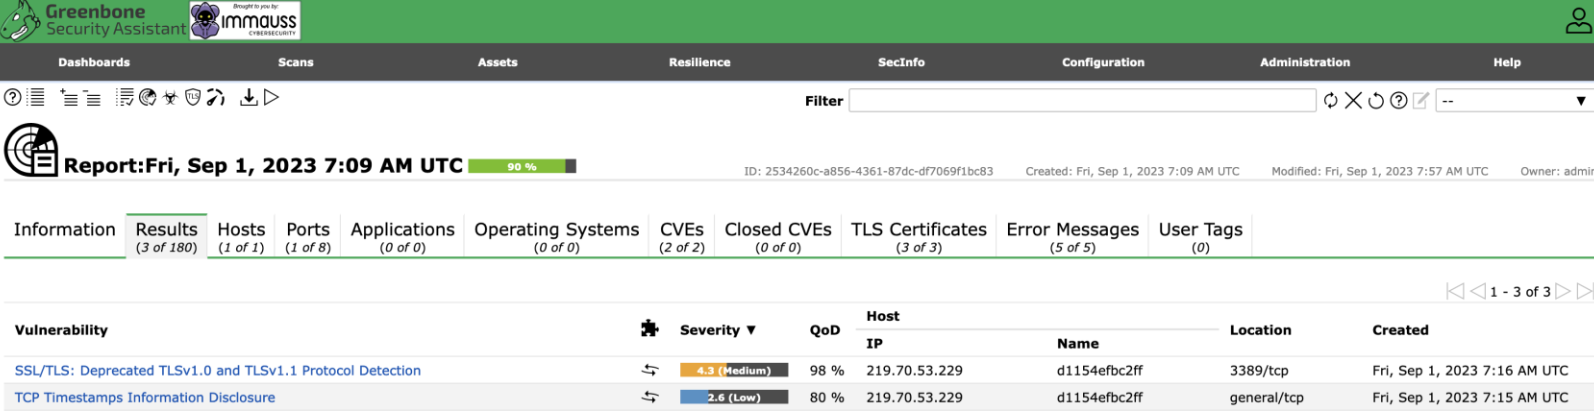 Greenbone
Security Assistant
Brought to you by:
IMMAUSS
CYBERSECURITY
Dashboards Scans Assets Resilience SecInfo Configuration Administration Help
Filter --
Report:Fri, Sep 1, 2023 7:09 AM UTC 90 % ID: 2534260c-a856-4361-87dc-df7069f1bc83 Created: Fri, Sep 1, 2023 7:09 AM UTC Modified: Fri, Sep 1, 2023 7:57 AM UTC Owner: admin
Information Results Hosts Ports Applications Operating Systems CVEs Closed CVEs TLS Certificates Error Messages User Tags
(3 of 180) (1 of 1) (1 of 8) (0 of 0) (0 of 0) (2 of 2) (0 of 0) (3 of 3) (5 of 5) (0)
1 - 3 of 3
Host
Vulnerability Severity ▼ QoD Location Created
IP Name
SSL/TLS: Deprecated TLSv1.0 and TLSv1.1 Protocol Detection 4.3 (Medium) 98 % 219.70.53.229 d1154efbc2ff 3389/tcp Fri, Sep 1, 2023 7:16 AM UTC
TCP Timestamps Information Disclosure 2.6 (Low) 80 % 219.70.53.229 d1154efbc2ff general/tcp Fri, Sep 1, 2023 7:15 AM UTC